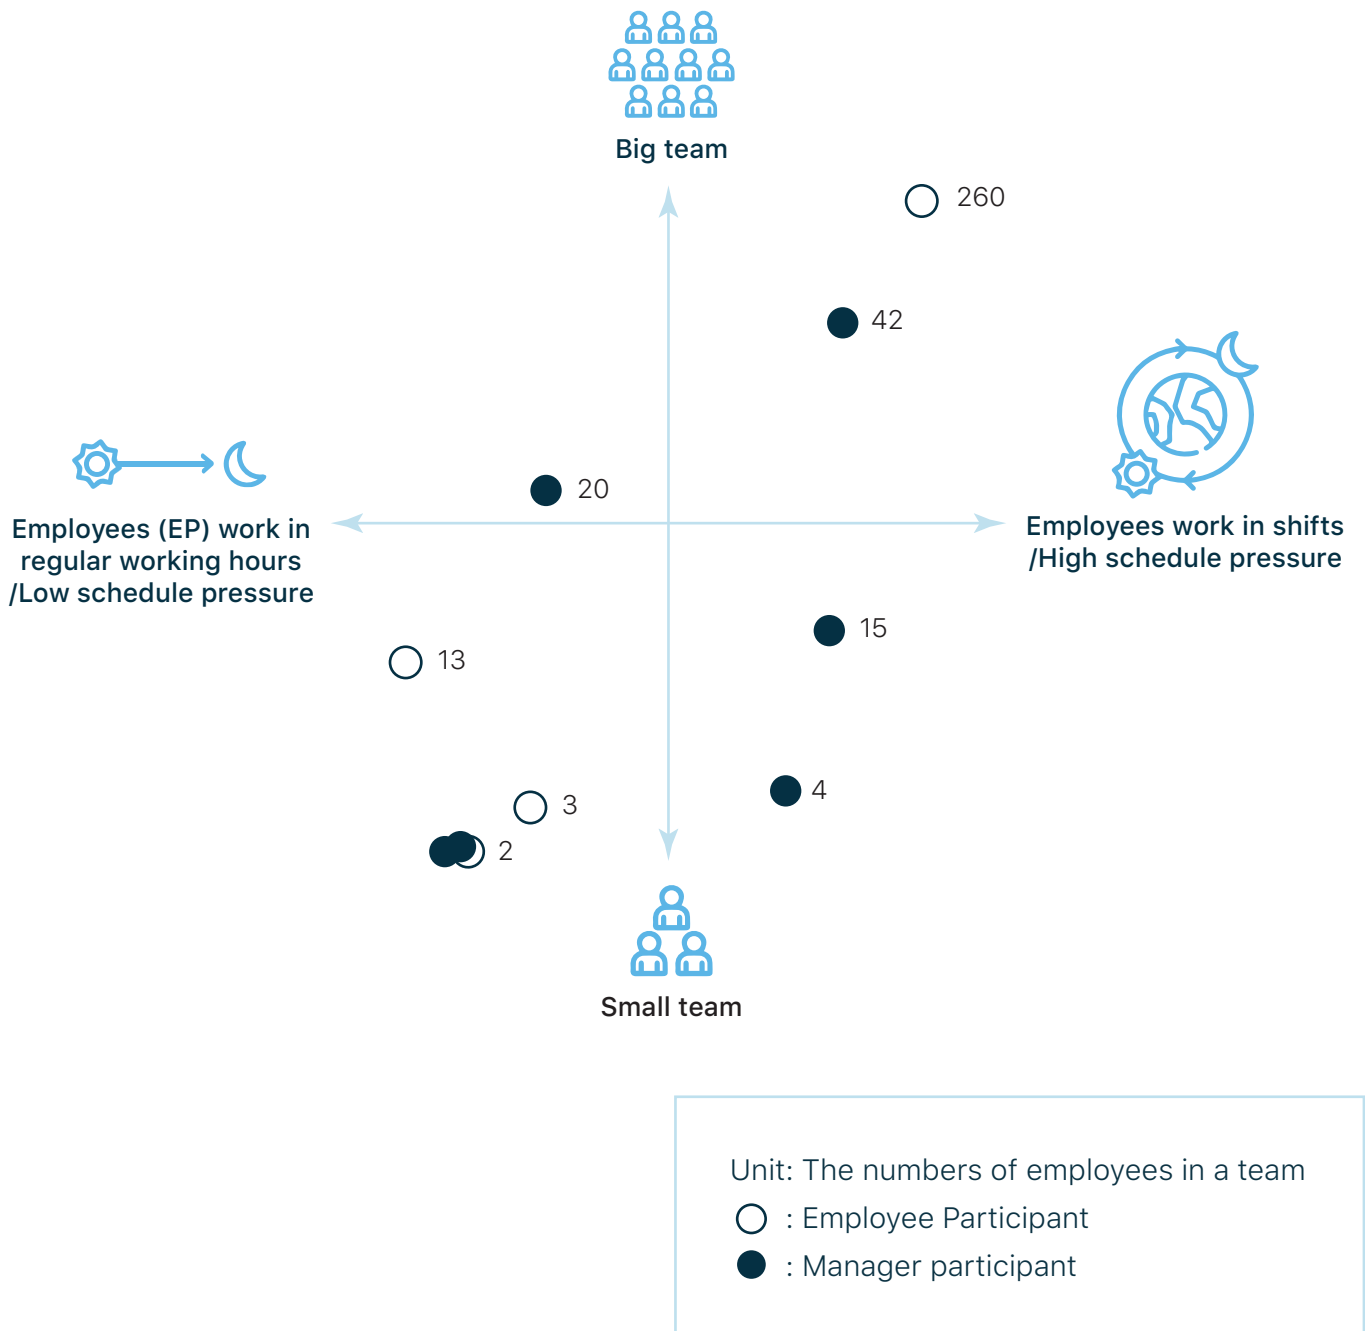 Big team
260
42
20
Employees (EP) work in
regular working hours
/Low schedule pressure
Employees work in shifts
/High schedule pressure
15
13
4
3
2
Small team
Unit: The numbers of employees in a team
: Employee Participant
: Manager participant